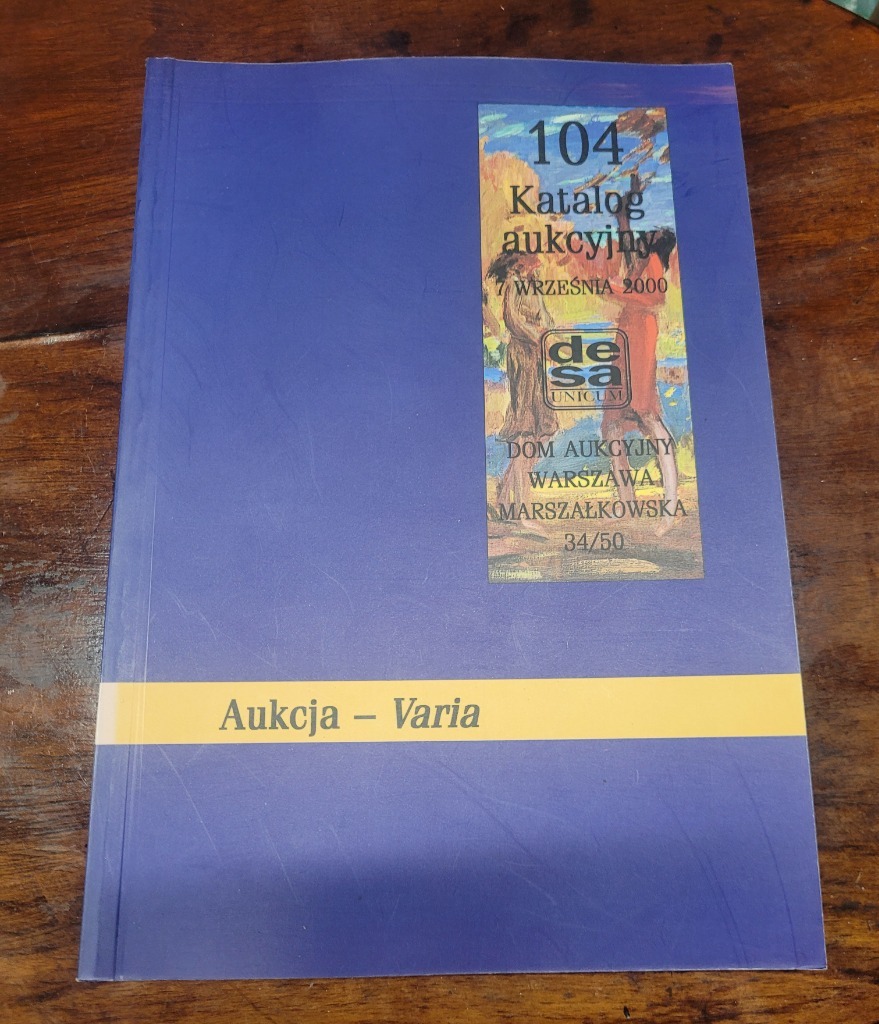 104
Katalog
aukcyjny
7 WRZEŚNIA 2000
de
sa
UNICUM
DOM AUKCYJNY
WARSZAWA
MARSZAŁKOWSKA
34/50
Aukcja – Varia